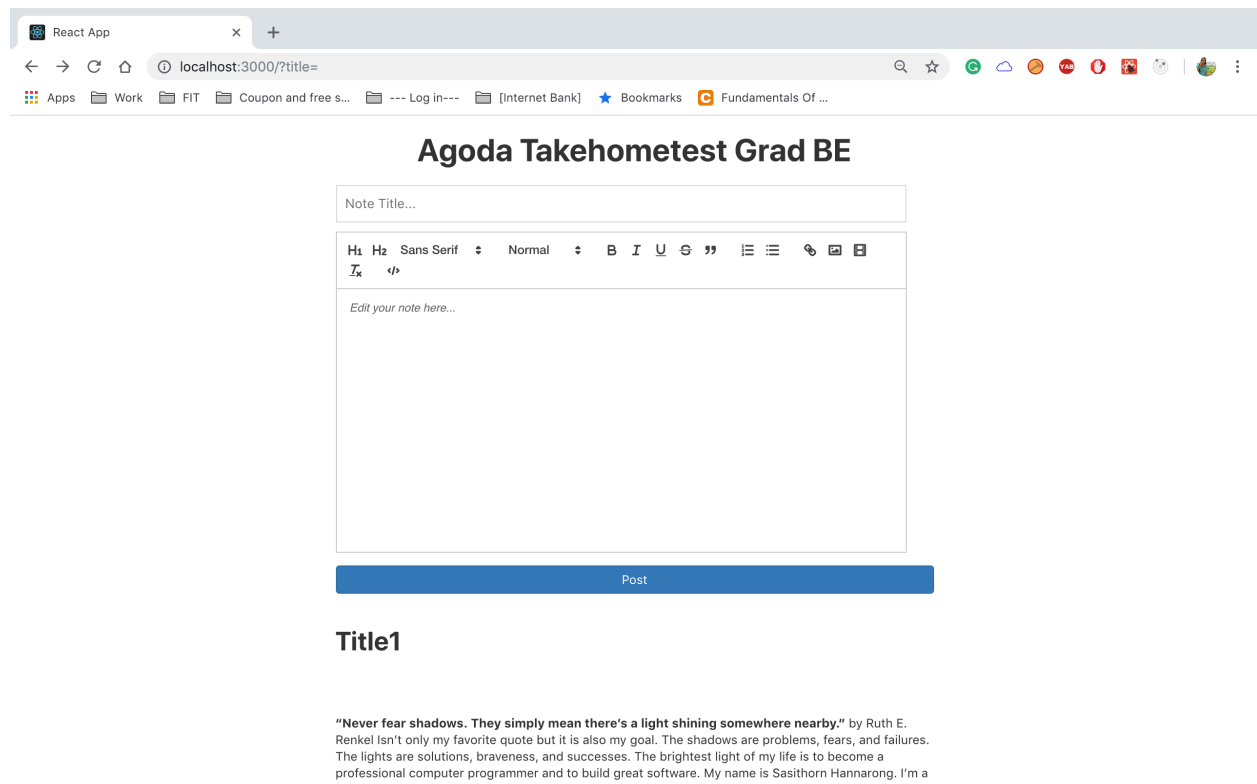 React App
localhost:3000/?title=
Apps Work FIT Coupon and free s... --- Log in--- [Internet Bank] Bookmarks Fundamentals Of ...
Agoda Takehometest Grad BE
Note Title...
H1 H2 Sans Serif Normal B I U S
Edit your note here...
Post
Title1
“Never fear shadows. They simply mean there’s a light shining somewhere nearby.” by Ruth E.
Renkel Isn’t only my favorite quote but it is also my goal. The shadows are problems, fears, and failures.
The lights are solutions, braveness, and successes. The brightest light of my life is to become a
professional computer programmer and to build great software. My name is Sasithorn Hannarong. I’m a